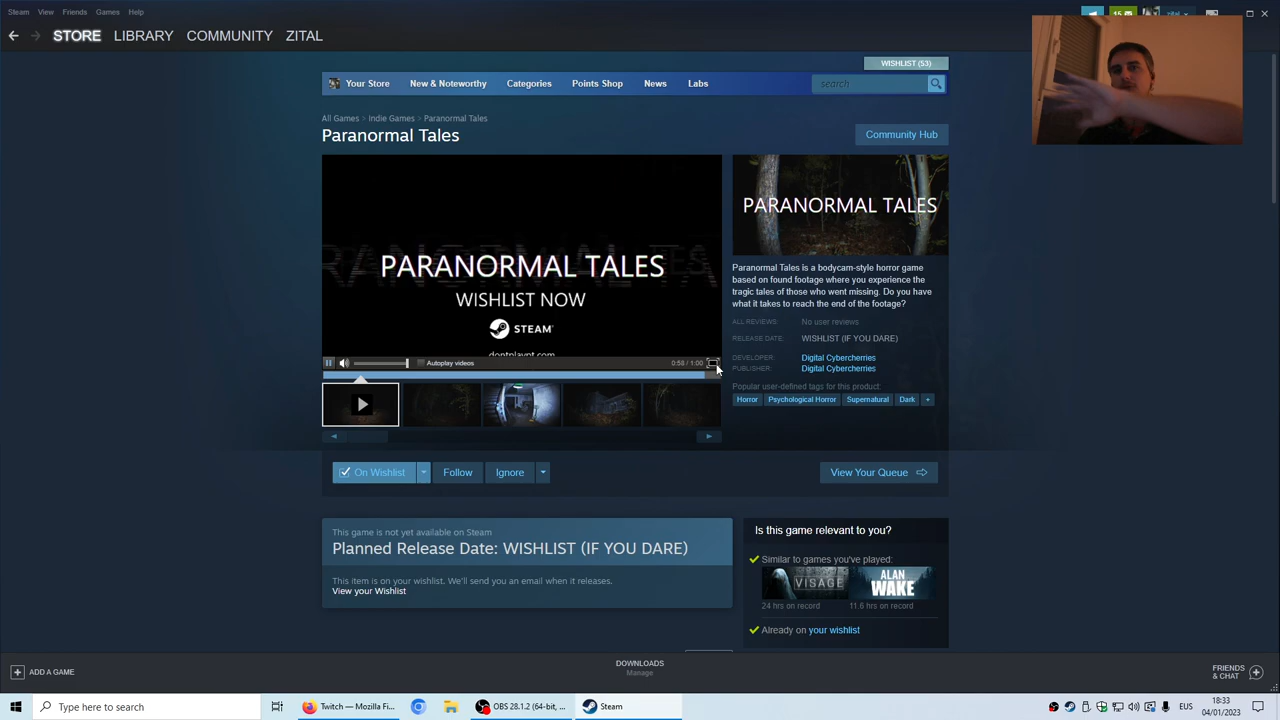 Steam View Friends Games Help
15
zital
STORE LIBRARY COMMUNITY ZITAL
WISHLIST (53)
Your Store New & Noteworthy Categories Points Shop News Labs
search
All Games > Indie Games > Paranormal Tales
Paranormal Tales
Community Hub
PARANORMAL TALES
WISHLIST NOW
STEAM
dontplaynt.com
Autoplay videos
0:58 / 1:00
PARANORMAL TALES
Paranormal Tales is a bodycam-style horror game
based on found footage where you experience the
tragic tales of those who went missing. Do you have
what it takes to reach the end of the footage?
ALL REVIEWS: No user reviews
RELEASE DATE: WISHLIST (IF YOU DARE)
DEVELOPER: Digital Cybercherries
PUBLISHER: Digital Cybercherries
Popular user-defined tags for this product:
Horror Psychological Horror Supernatural Dark +
On Wishlist Follow Ignore
View Your Queue
This game is not yet available on Steam
Planned Release Date: WISHLIST (IF YOU DARE)
This item is on your wishlist. We'll send you an email when it releases.
View your Wishlist
Is this game relevant to you?
Similar to games you've played:
VISAGE
ALAN WAKE
24 hrs on record 11.6 hrs on record
Already on your wishlist
ADD A GAME
DOWNLOADS
Manage
FRIENDS
& CHAT
Type here to search
Twitch — Mozilla Fi...
OBS 28.1.2 (64-bit, ...
Steam
EUS
18:33
04/01/2023